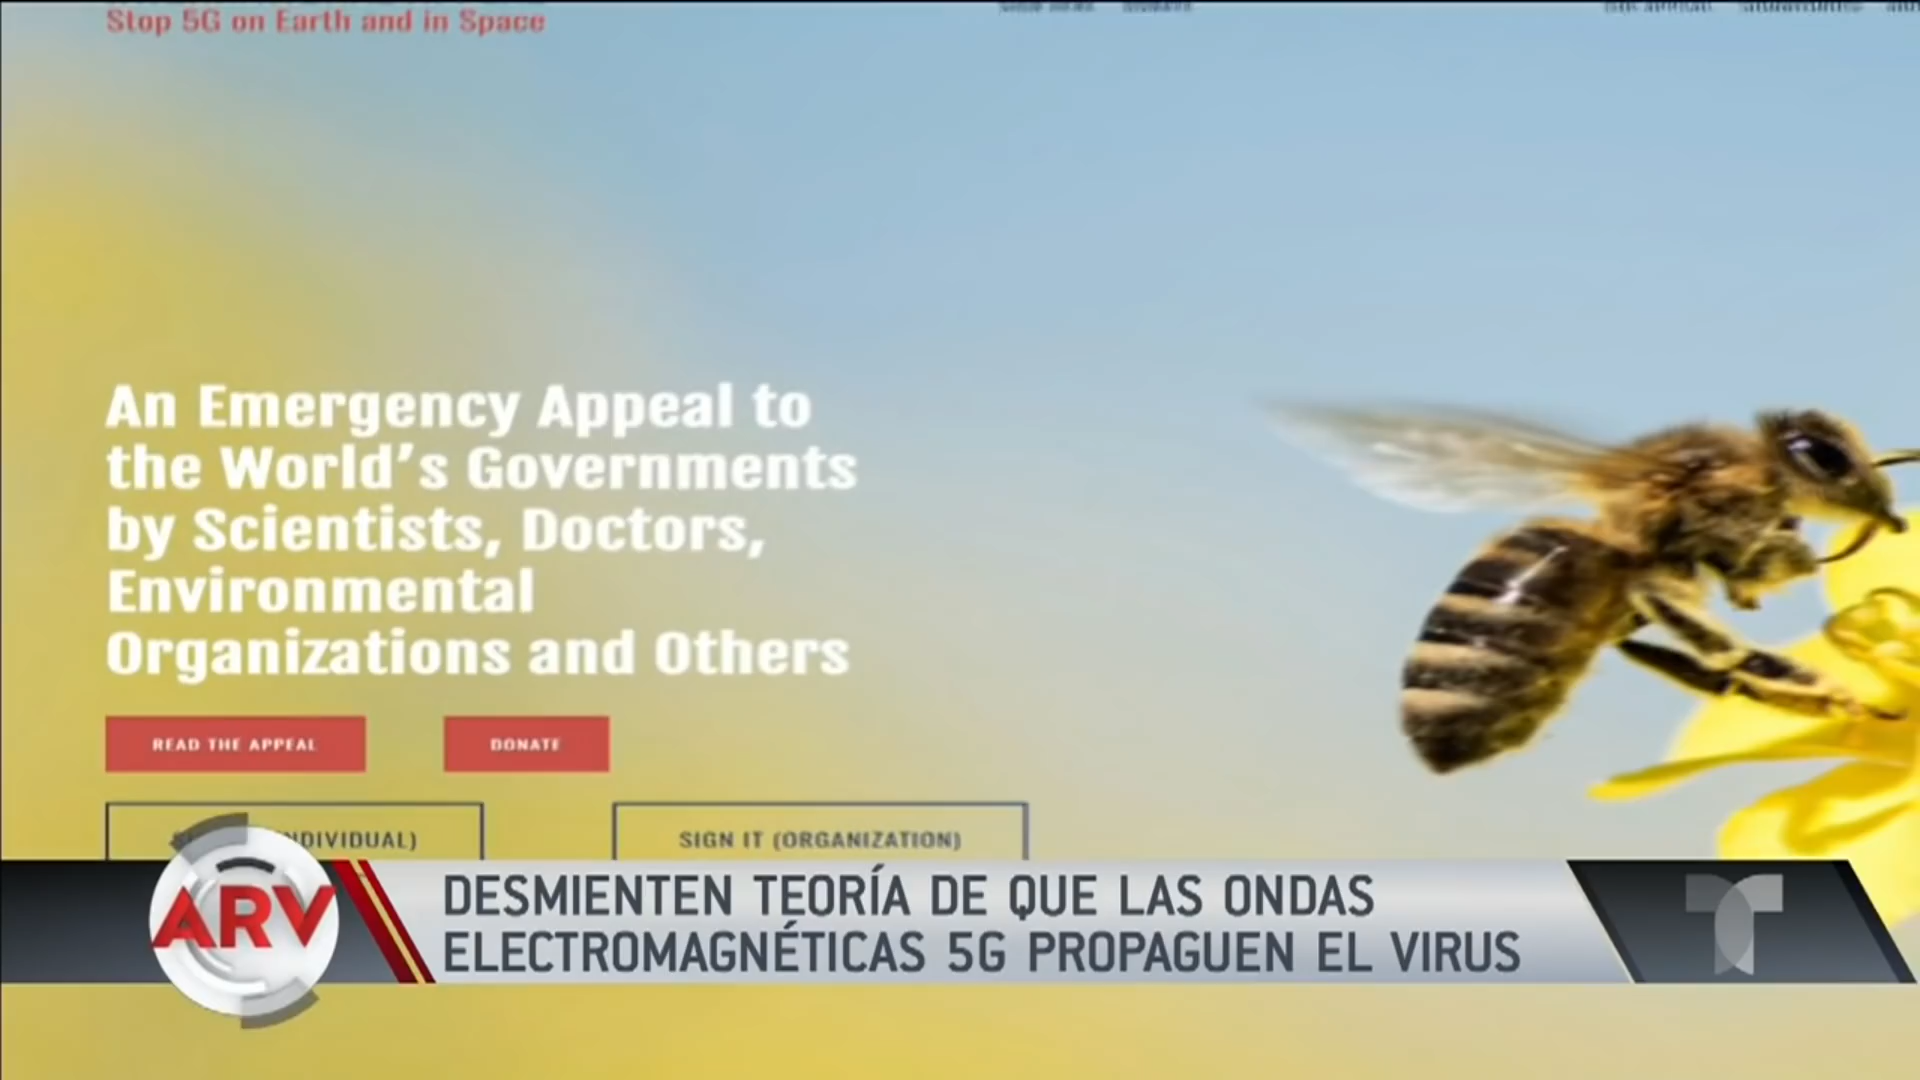 Stop 5G on Earth and in Space
An Emergency Appeal to
the World's Governments
by Scientists, Doctors,
Environmental
Organizations and Others
READ THE APPEAL
DONATE
NDIVIDUAL)
SIGN IT (ORGANIZATION)
ARV
DESMIENTEN TEORÍA DE QUE LAS ONDAS
ELECTROMAGNÉTICAS 5G PROPAGUEN EL VIRUS